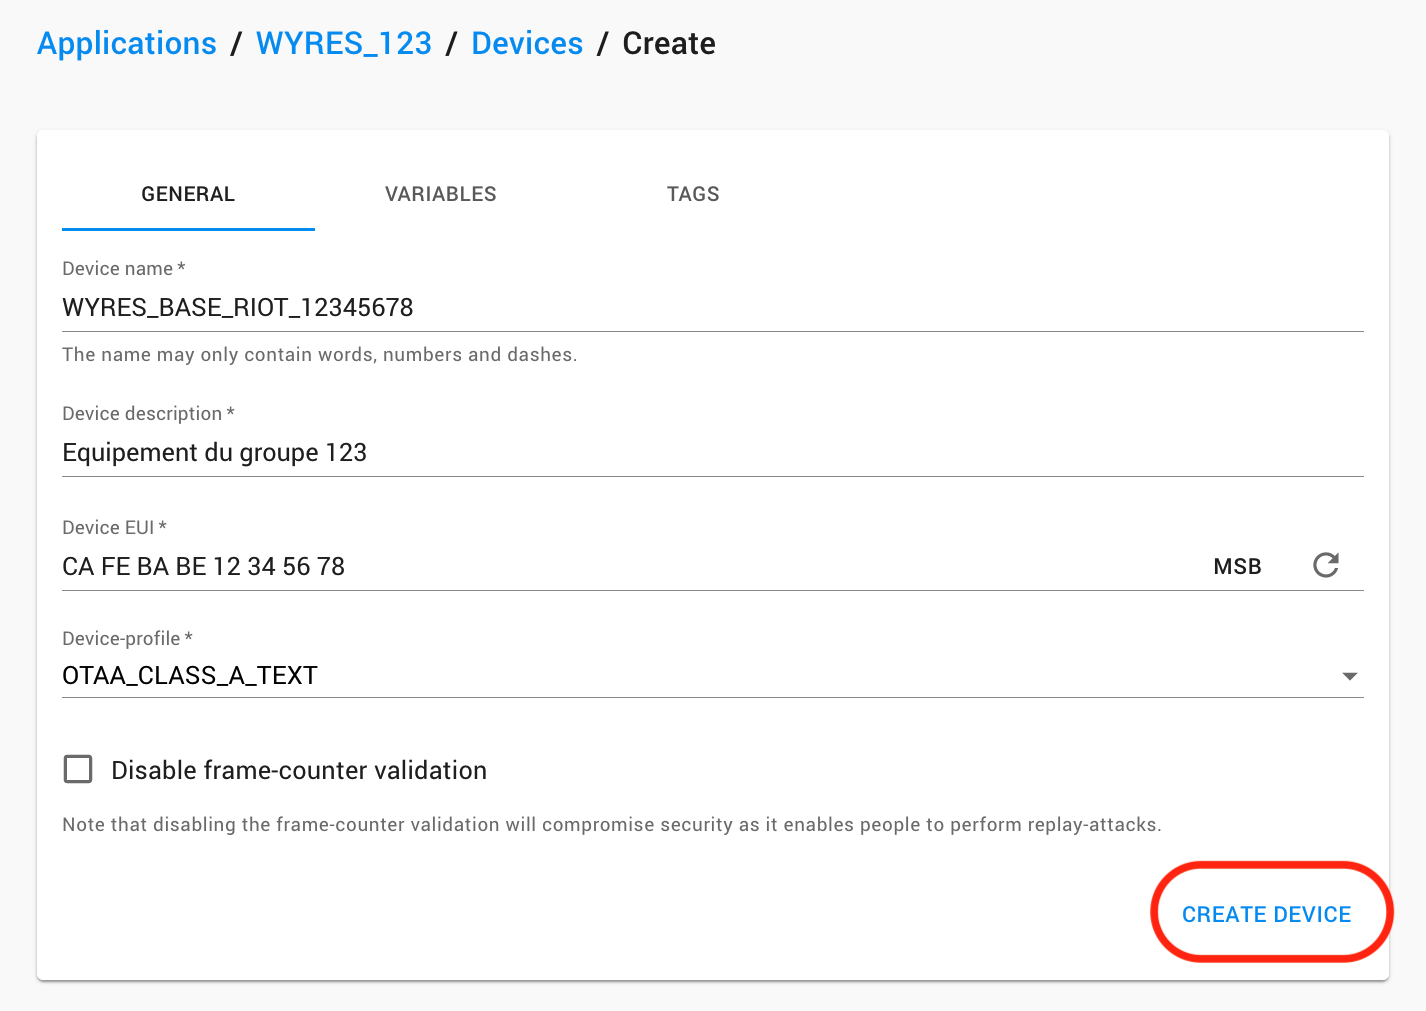 Applications / WYRES_123 / Devices / Create
GENERAL VARIABLES TAGS
Device name *
WYRES_BASE_RIOT_12345678
The name may only contain words, numbers and dashes.
Device description *
Equipement du groupe 123
Device EUI *
CA FE BA BE 12 34 56 78 MSB
Device-profile *
OTAA_CLASS_A_TEXT
Disable frame-counter validation
Note that disabling the frame-counter validation will compromise security as it enables people to perform replay-attacks.
CREATE DEVICE